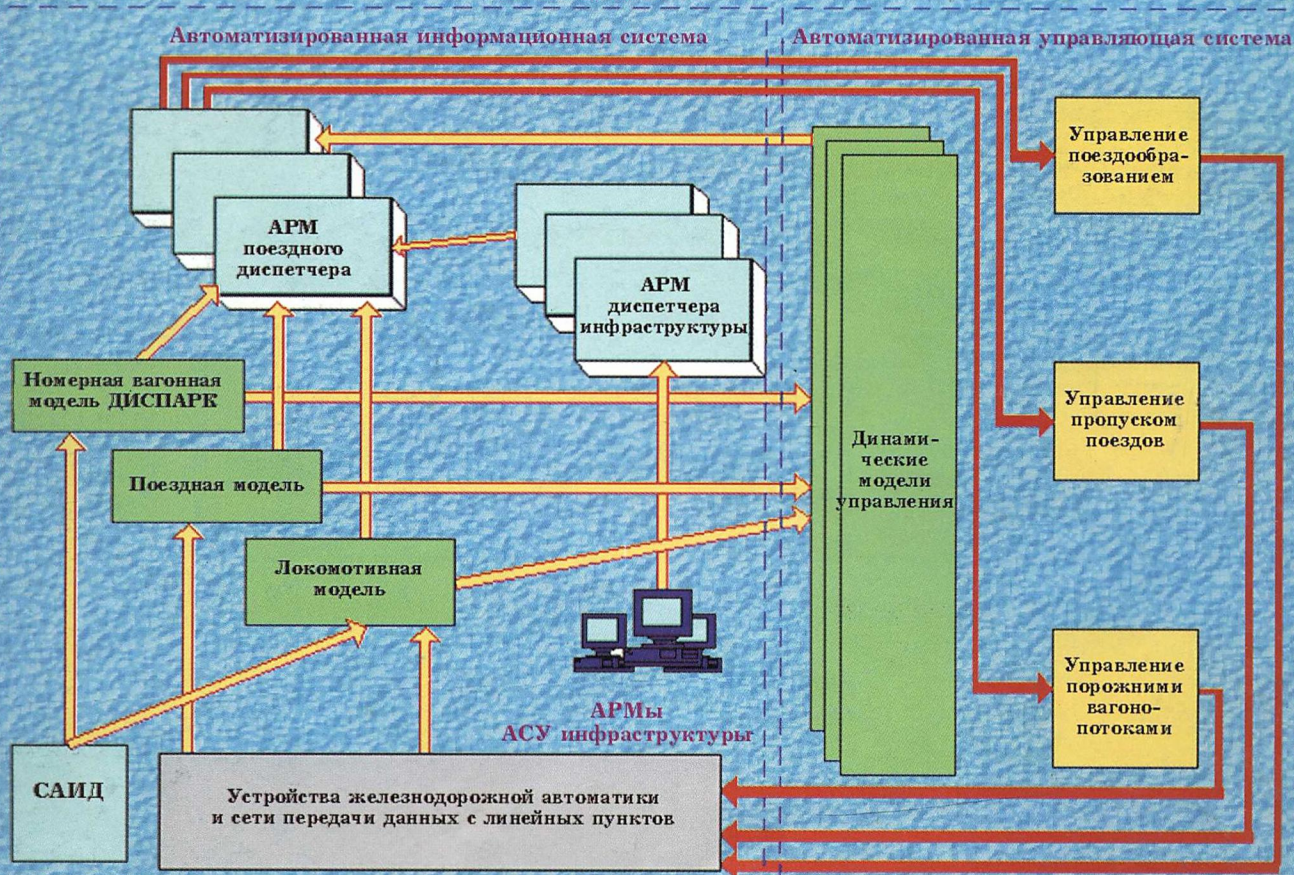 Автоматизированная информационная система
Автоматизированная управляющая система
Управление
поездообра-
зованием
АРМ
поездного
диспетчера
АРМ
диспетчера
инфраструктуры
Номерная вагонная
модель ДИСПАРК
Управление
пропуском
поездов
Динами-
ческие
модели
управления
Поездная модель
Локомотивная
модель
Управление
порожними
вагоно-
потоками
АРМы
АСУ инфраструктуры
САИД
Устройства железнодорожной автоматики
и сети передачи данных с линейных пунктов